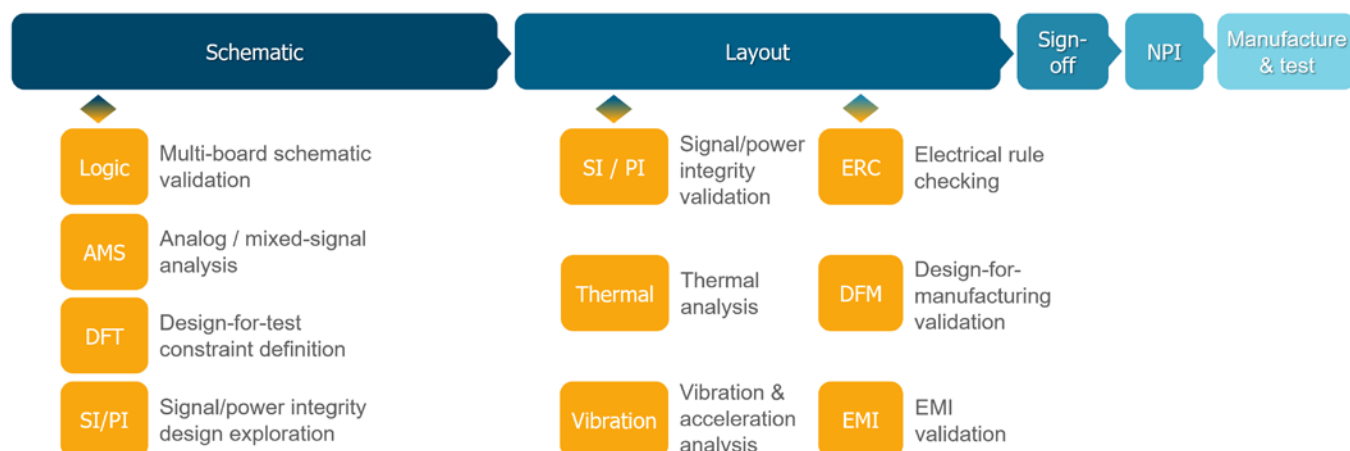 Schematic
Layout
Sign-
off
NPI
Manufacture
& test
Logic
Multi-board schematic
validation
AMS
Analog / mixed-signal
analysis
DFT
Design-for-test
constraint definition
SI/PI
Signal/power integrity
design exploration
SI / PI
Signal/power
integrity
validation
Thermal
Thermal
analysis
Vibration
Vibration &
acceleration
analysis
ERC
Electrical rule
checking
DFM
Design-for-
manufacturing
validation
EMI
EMI
validation